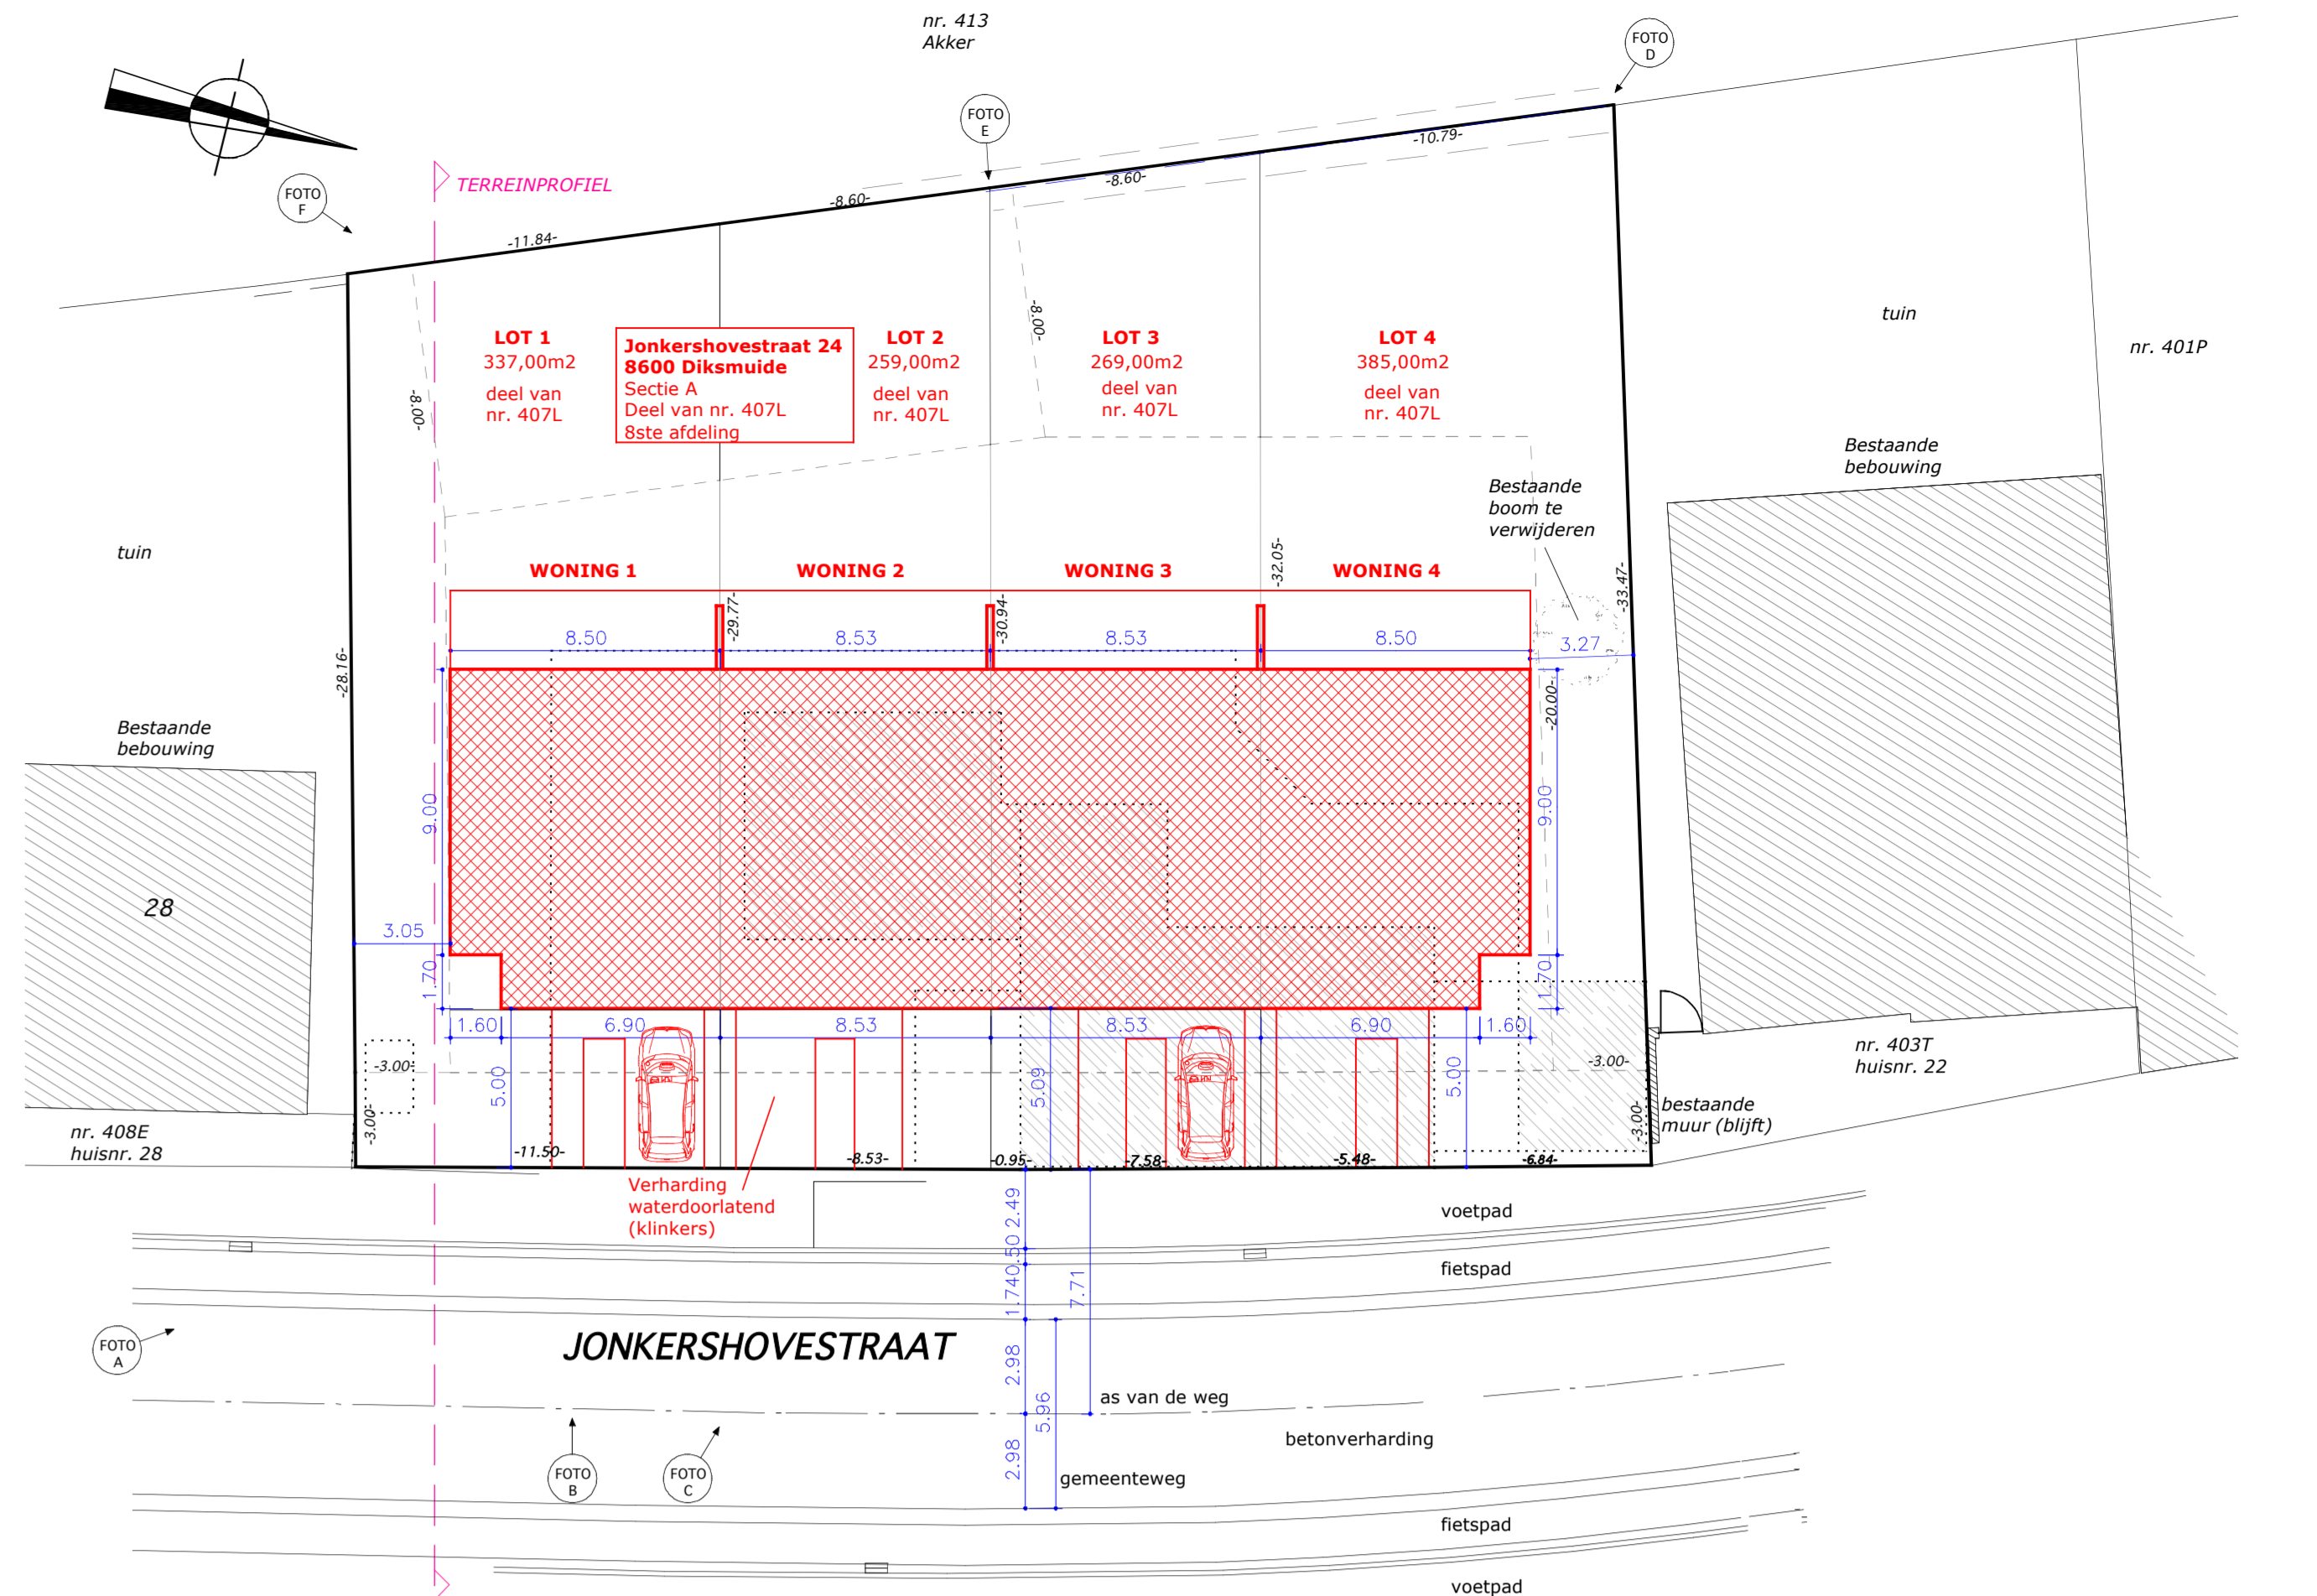 nr. 413
Akker
FOTO
D
FOTO
E
FOTO
F
TERREINPROFIEL
-10.79-
-8.60-
-8.60-
-11.84-
-8.00-
-8.00-
LOT 1
337,00m2
deel van
nr. 407L
Jonkershovestraat 24
8600 Diksmuide
Sectie A
Deel van nr. 407L
8ste afdeling
LOT 2
259,00m2
deel van
nr. 407L
LOT 3
269,00m2
deel van
nr. 407L
LOT 4
385,00m2
deel van
nr. 407L
tuin
nr. 401P
Bestaande
bebouwing
Bestaande
boom te
verwijderen
tuin
WONING 1
WONING 2
WONING 3
WONING 4
-28.16-
-29.77-
-30.94-
-32.05-
-33.47-
8.50
8.53
8.53
8.50
3.27
-20.00-
Bestaande
bebouwing
28
9.00
9.00
3.05
1.70
1.70
1.60
6.90
8.53
8.53
6.90
1.60
-3.00-
-3.00-
5.00
5.09
5.00
-3.00-
-3.00-
nr. 403T
huisnr. 22
bestaande
muur (blijft)
nr. 408E
huisnr. 28
-11.50-
-8.53-
-0.95-
-7.58-
-5.48-
-6.84-
Verharding
waterdoorlatend
(klinkers)
2.49
0.50
1.74
7.71
2.98
5.96
2.98
voetpad
fietspad
JONKERSHOVESTRAAT
FOTO
A
as van de weg
betonverharding
FOTO
B
FOTO
C
gemeenteweg
fietspad
voetpad